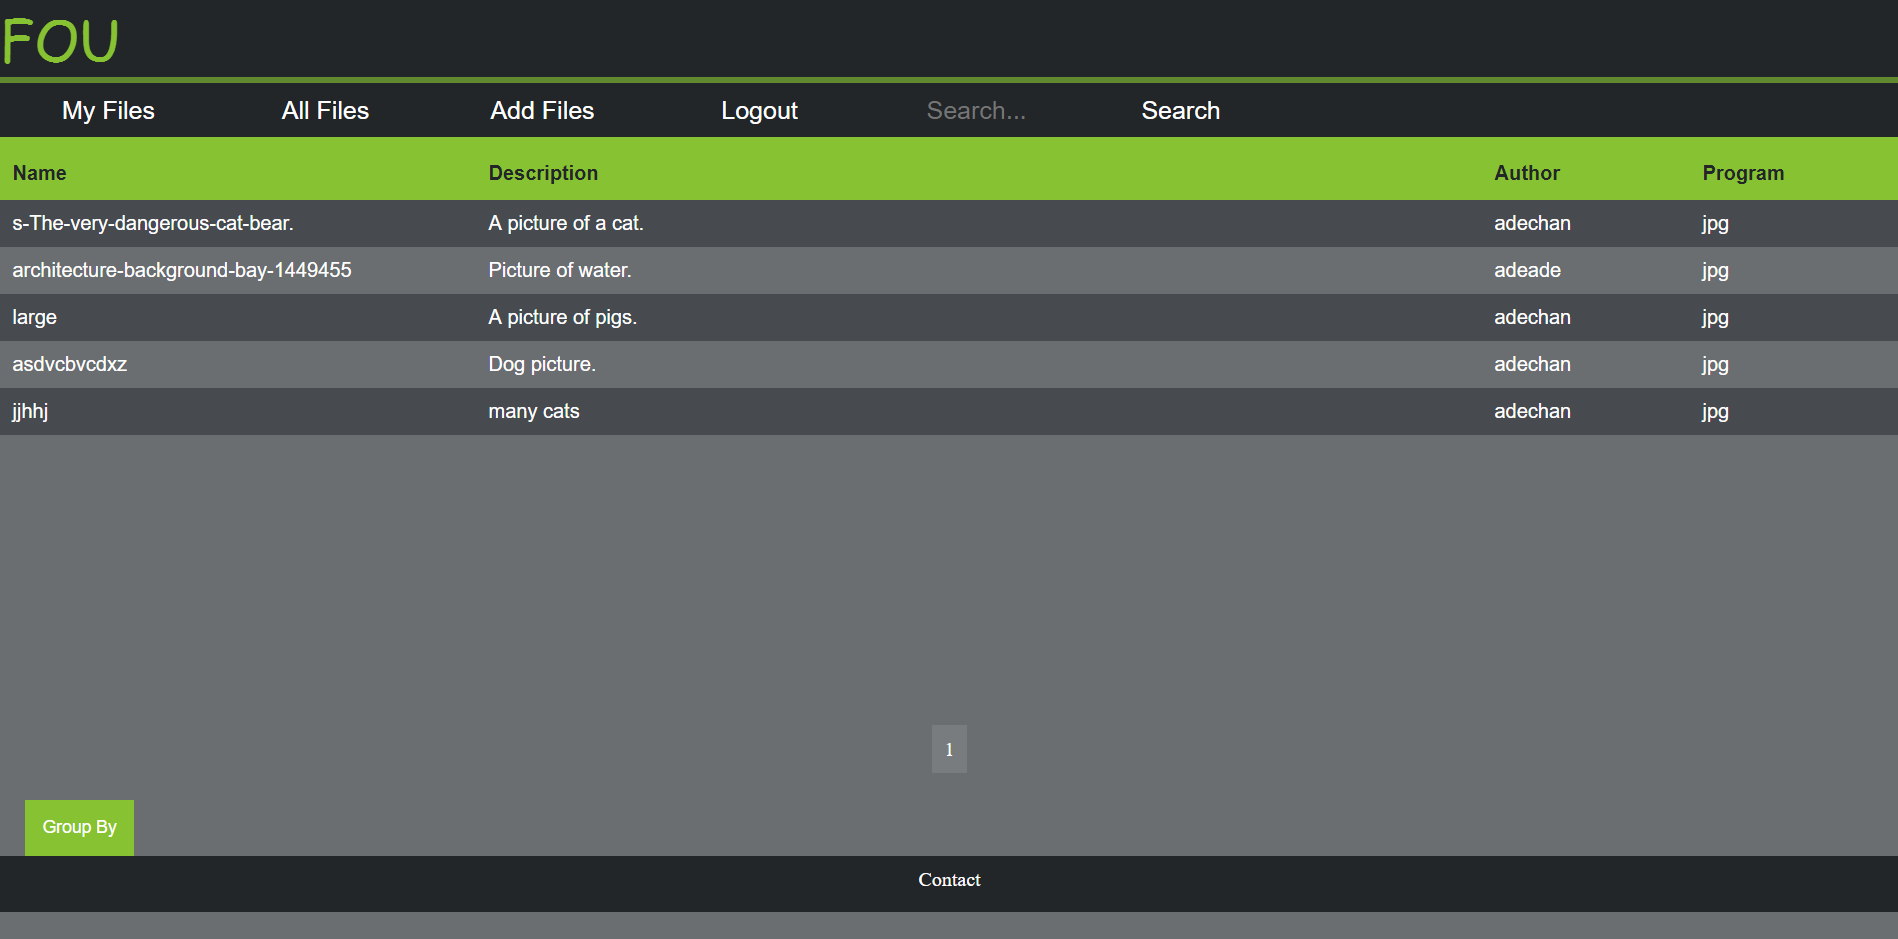 FOU
My Files All Files Add Files Logout Search... Search
Name Description Author Program
s-The-very-dangerous-cat-bear. A picture of a cat. adechan jpg
architecture-background-bay-1449455 Picture of water. adeade jpg
large A picture of pigs. adechan jpg
asdvcbvcdxz Dog picture. adechan jpg
jjhhj many cats adechan jpg
1
Group By
Contact